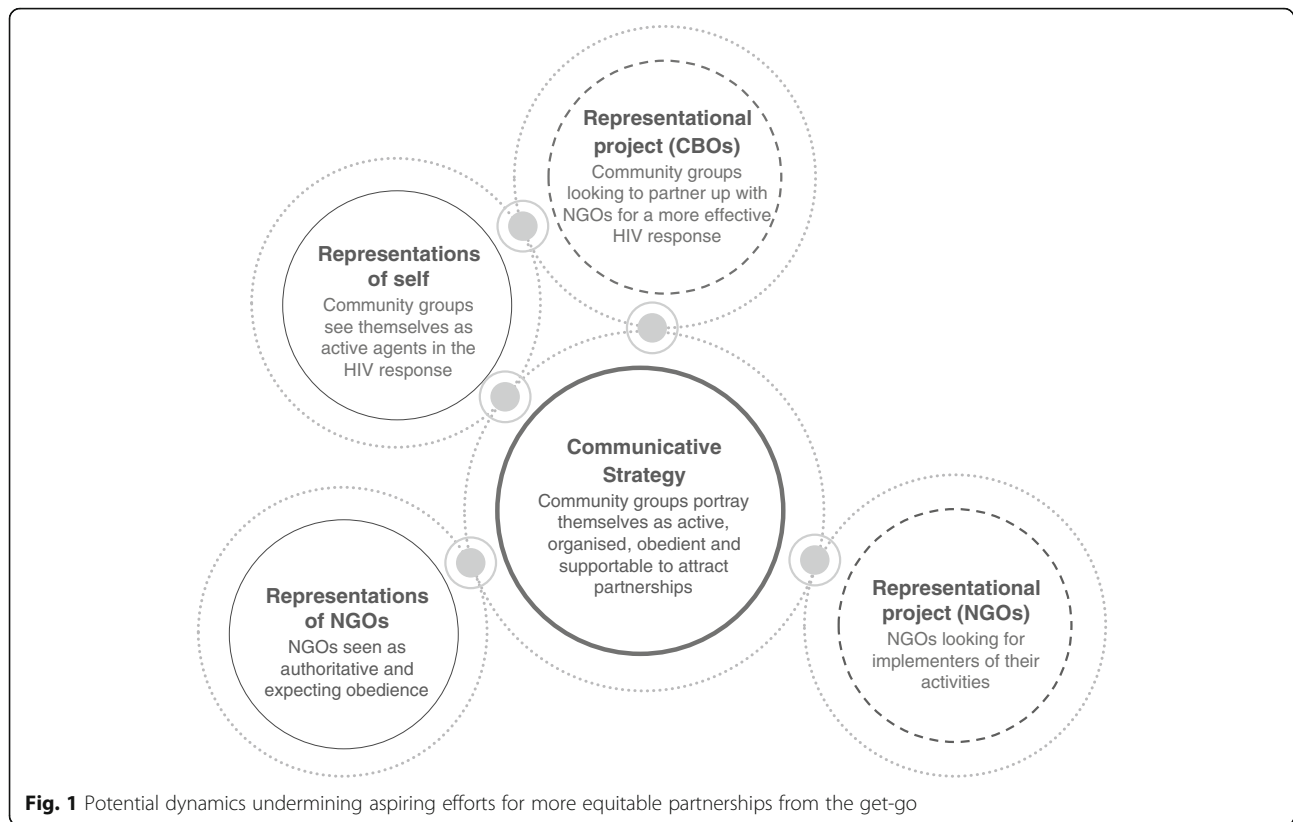 Representational
project (CBOs)
Community groups
looking to partner up with
NGOs for a more effective
HIV response
Representations
of self
Community groups
see themselves as
active agents in the
HIV response
Communicative
Strategy
Community groups portray
themselves as active,
organised, obedient and
supportable to attract
partnerships
Representations
of NGOs
NGOs seen as
authoritative and
expecting obedience
Representational
project (NGOs)
NGOs looking for
implementers of their
activities
Fig. 1 Potential dynamics undermining aspiring efforts for more equitable partnerships from the get-go